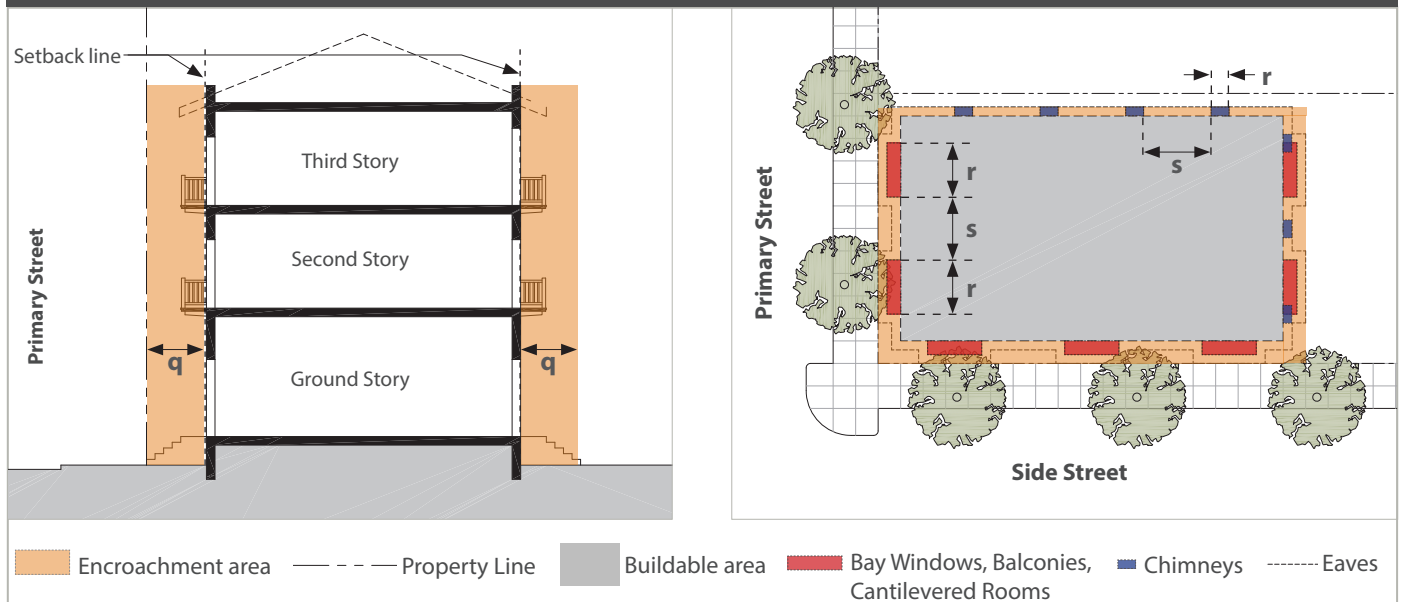 Setback line
Third Story
Second Story
Ground Story
Primary Street
q
q
r
s
r
s
r
Primary Street
Side Street
Encroachment area
Property Line
Buildable area
Bay Windows, Balconies,
Cantilevered Rooms
Chimneys
Eaves